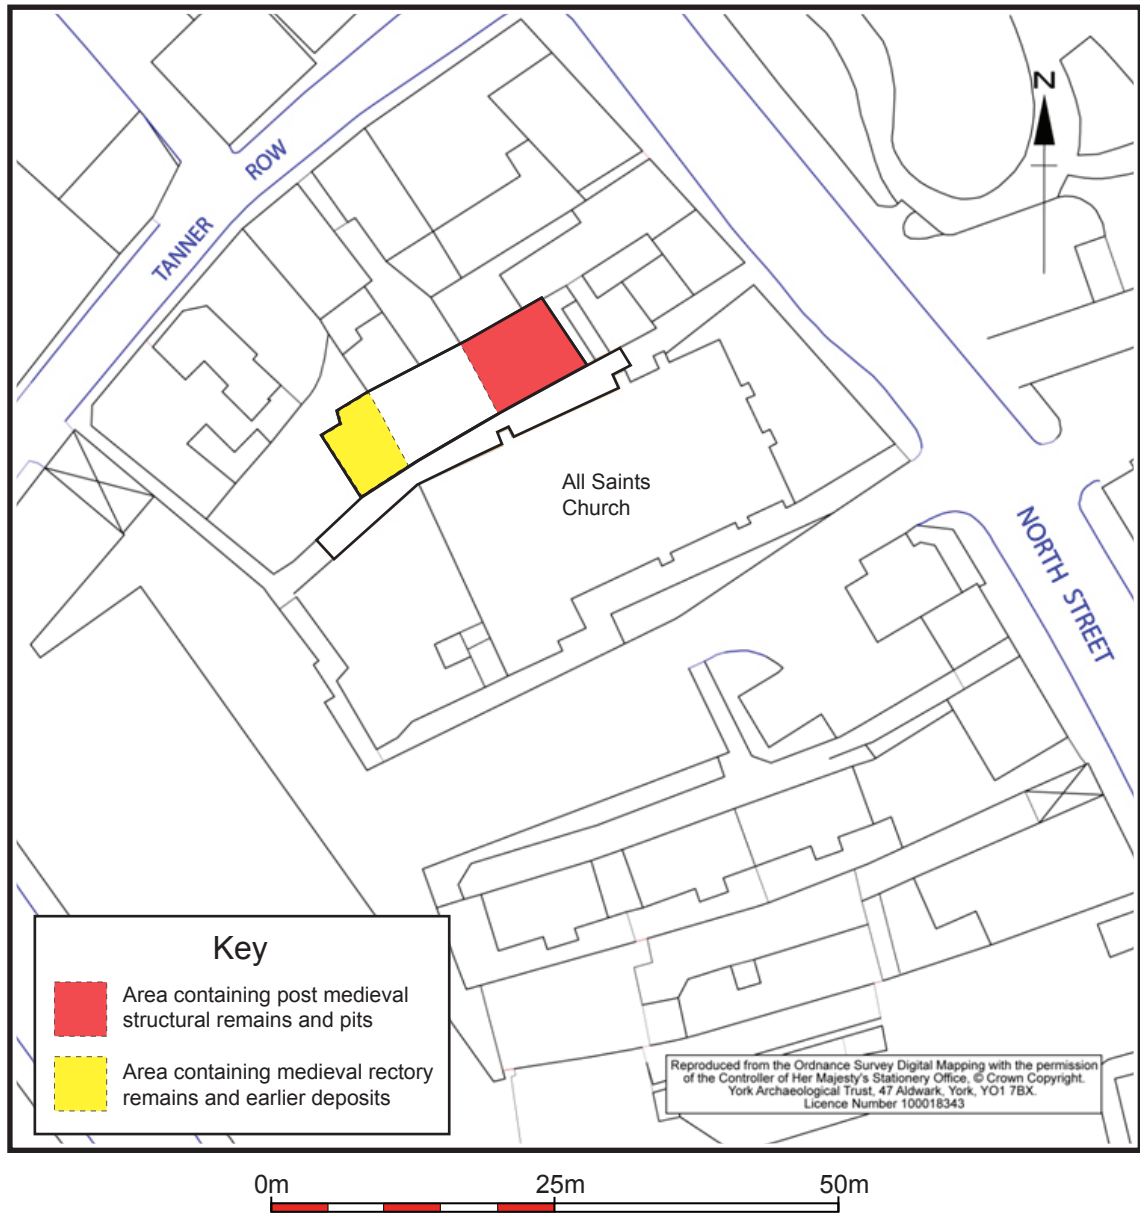 N
TANNER ROW
All Saints
Church
NORTH STREET
Key
Area containing post medieval
structural remains and pits
Area containing medieval rectory
remains and earlier deposits
Reproduced from the Ordnance Survey Digital Mapping with the permission
of the Controller of Her Majesty's Stationery Office, © Crown Copyright.
York Archaeological Trust, 47 Aldwark, York, YO1 7BX.
Licence Number 100018343
0m 25m 50m